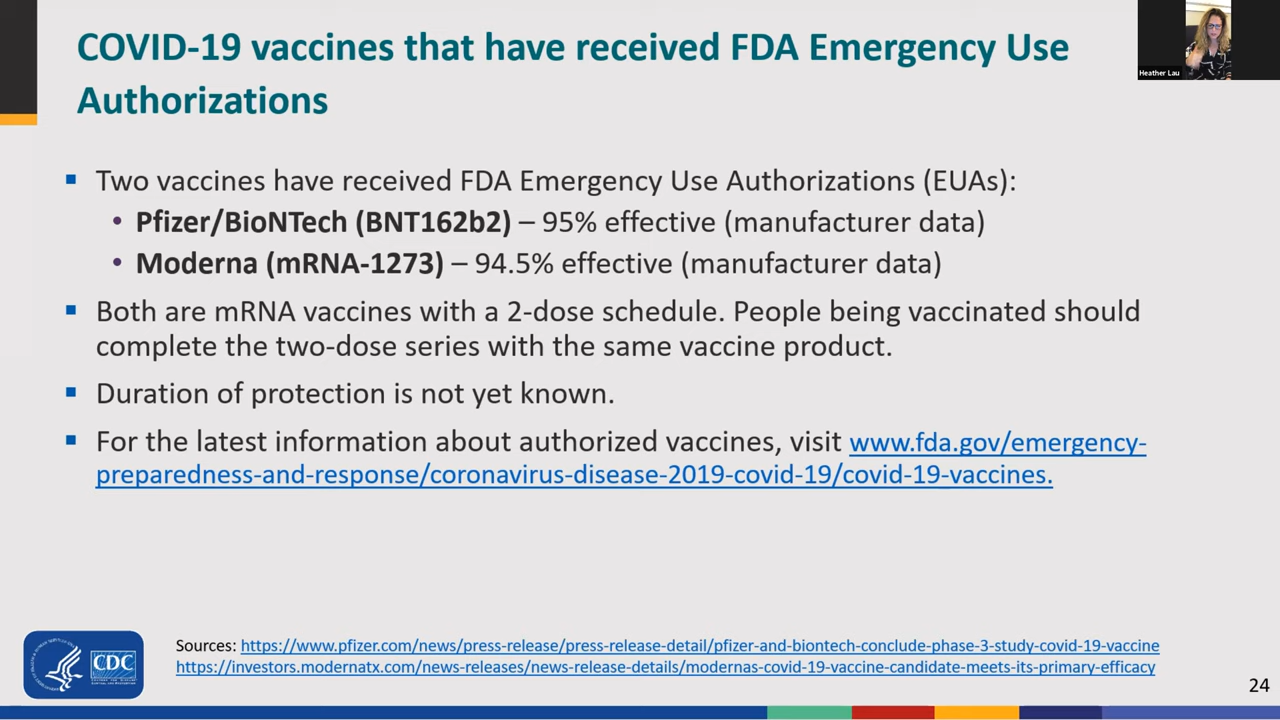 COVID-19 vaccines that have received FDA Emergency Use
Authorizations
Heather Lau
▪ Two vaccines have received FDA Emergency Use Authorizations (EUAs):
• Pfizer/BioNTech (BNT162b2) – 95% effective (manufacturer data)
• Moderna (mRNA-1273) – 94.5% effective (manufacturer data)
▪ Both are mRNA vaccines with a 2-dose schedule. People being vaccinated should
complete the two-dose series with the same vaccine product.
▪ Duration of protection is not yet known.
▪ For the latest information about authorized vaccines, visit www.fda.gov/emergency-
preparedness-and-response/coronavirus-disease-2019-covid-19/covid-19-vaccines.
CDC
Sources: https://www.pfizer.com/news/press-release/press-release-detail/pfizer-and-biontech-conclude-phase-3-study-covid-19-vaccine
https://investors.modernatx.com/news-releases/news-release-details/modernas-covid-19-vaccine-candidate-meets-its-primary-efficacy
24